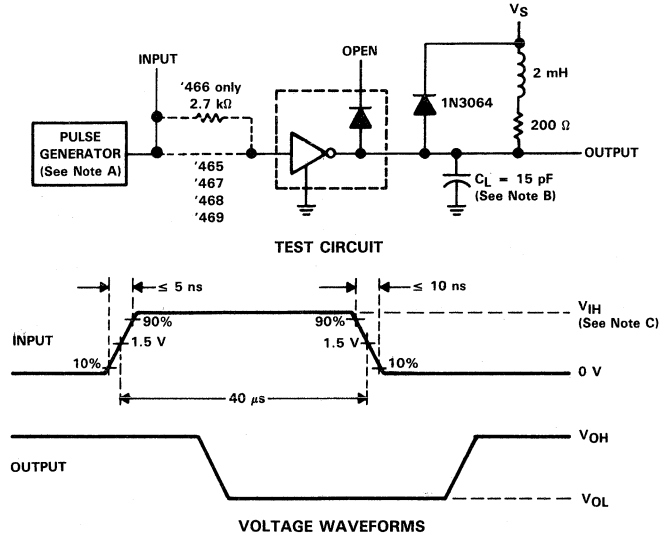 VS
INPUT
OPEN
'466 only
2.7 kΩ
2 mH
1N3064
200 Ω
PULSE
GENERATOR
(See Note A)
OUTPUT
'465
'467
'468
'469
CL = 15 pF
(See Note B)
TEST CIRCUIT
≤ 5 ns
≤ 10 ns
VIH
(See Note C)
90%
90%
INPUT
1.5 V
1.5 V
10%
10%
0 V
40 μs
VOH
OUTPUT
VOL
VOLTAGE WAVEFORMS